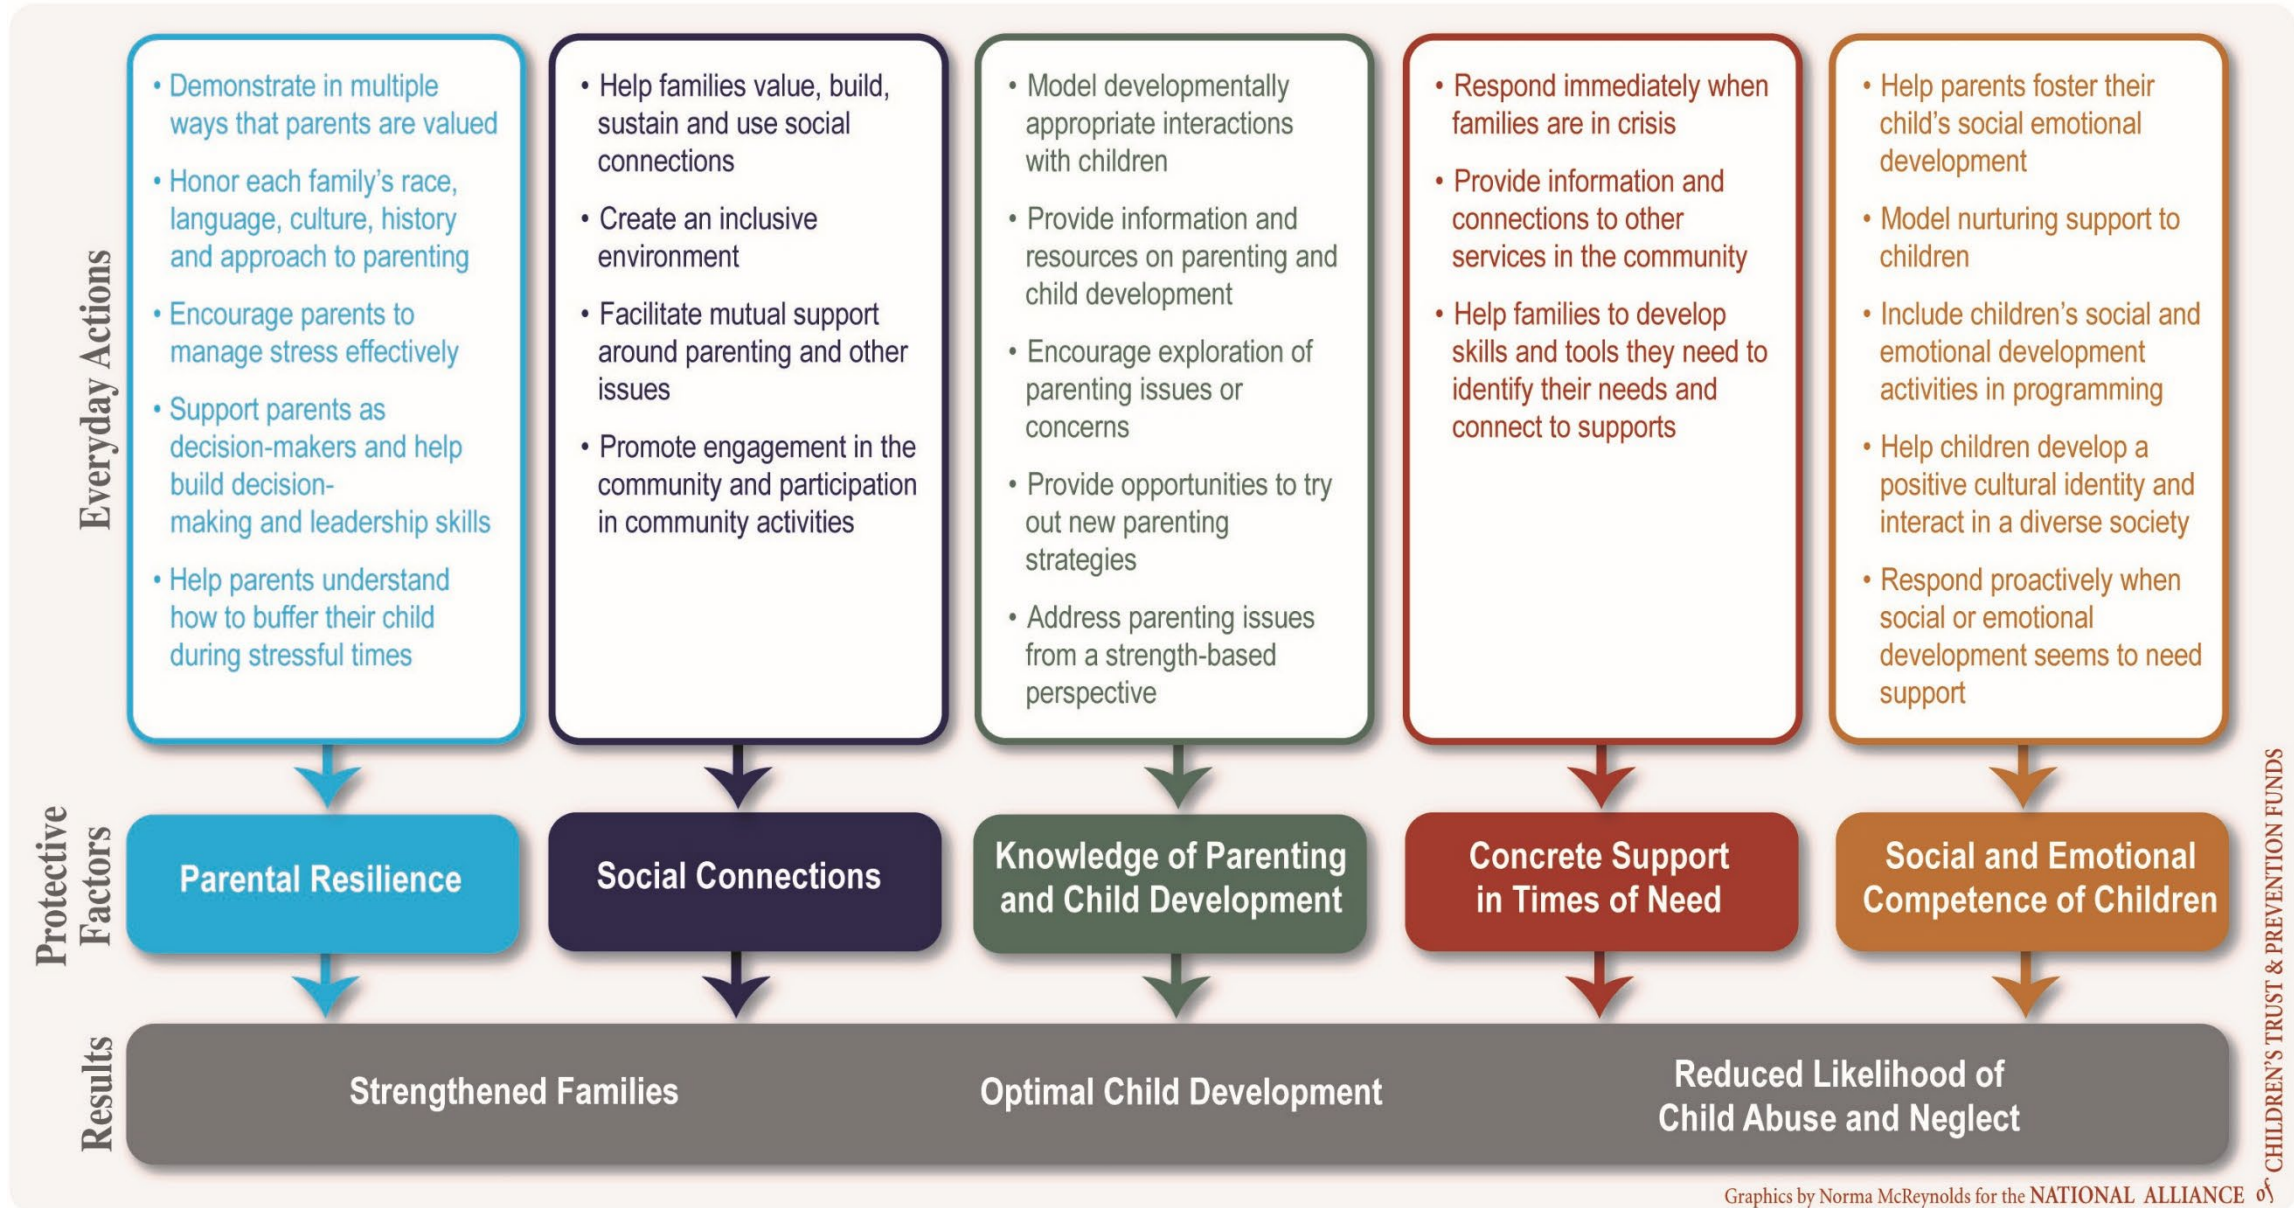 Everyday Actions
• Demonstrate in multiple
ways that parents are valued
• Honor each family’s race,
language, culture, history
and approach to parenting
• Encourage parents to
manage stress effectively
• Support parents as
decision-makers and help
build decision-
making and leadership skills
• Help parents understand
how to buffer their child
during stressful times
• Help families value, build,
sustain and use social
connections
• Create an inclusive
environment
• Facilitate mutual support
around parenting and other
issues
• Promote engagement in the
community and participation
in community activities
• Model developmentally
appropriate interactions
with children
• Provide information and
resources on parenting and
child development
• Encourage exploration of
parenting issues or
concerns
• Provide opportunities to try
out new parenting
strategies
• Address parenting issues
from a strength-based
perspective
• Respond immediately when
families are in crisis
• Provide information and
connections to other
services in the community
• Help families to develop
skills and tools they need to
identify their needs and
connect to supports
• Help parents foster their
child’s social emotional
development
• Model nurturing support to
children
• Include children’s social and
emotional development
activities in programming
• Help children develop a
positive cultural identity and
interact in a diverse society
• Respond proactively when
social or emotional
development seems to need
support
Protective
Factors
Parental Resilience
Social Connections
Knowledge of Parenting
and Child Development
Concrete Support
in Times of Need
Social and Emotional
Competence of Children
Results
Strengthened Families
Optimal Child Development
Reduced Likelihood of
Child Abuse and Neglect
Graphics by Norma McReynolds for the NATIONAL ALLIANCE of
CHILDREN’S TRUST & PREVENTION FUNDS